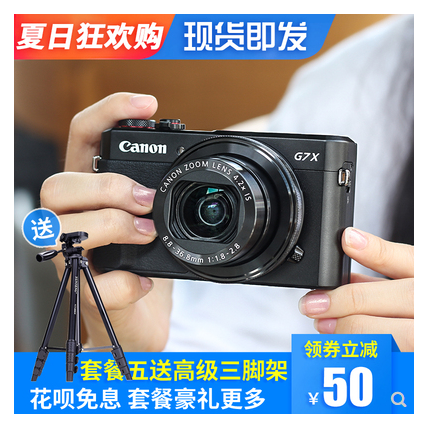 夏日狂欢购 现货即发
Canon
G7X
CANON ZOOM LENS 4.2× IS
8.8-36.8mm 1:1.8-2.8
送
套餐五送高级三脚架
花呗免息 套餐豪礼更多
领券立减
¥50